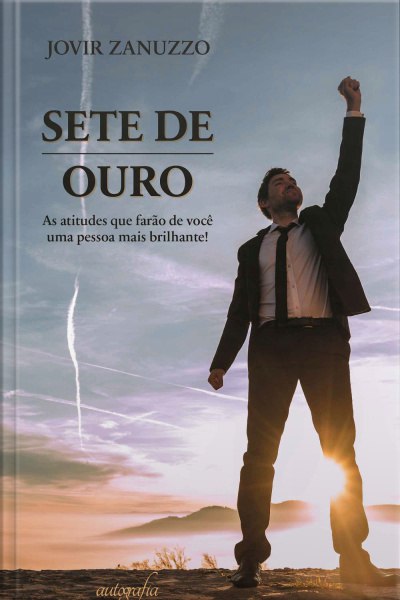 JOVIR ZANUZZO
SETE DE
OURO
As atitudes que farão de você
uma pessoa mais brilhante!
autografia